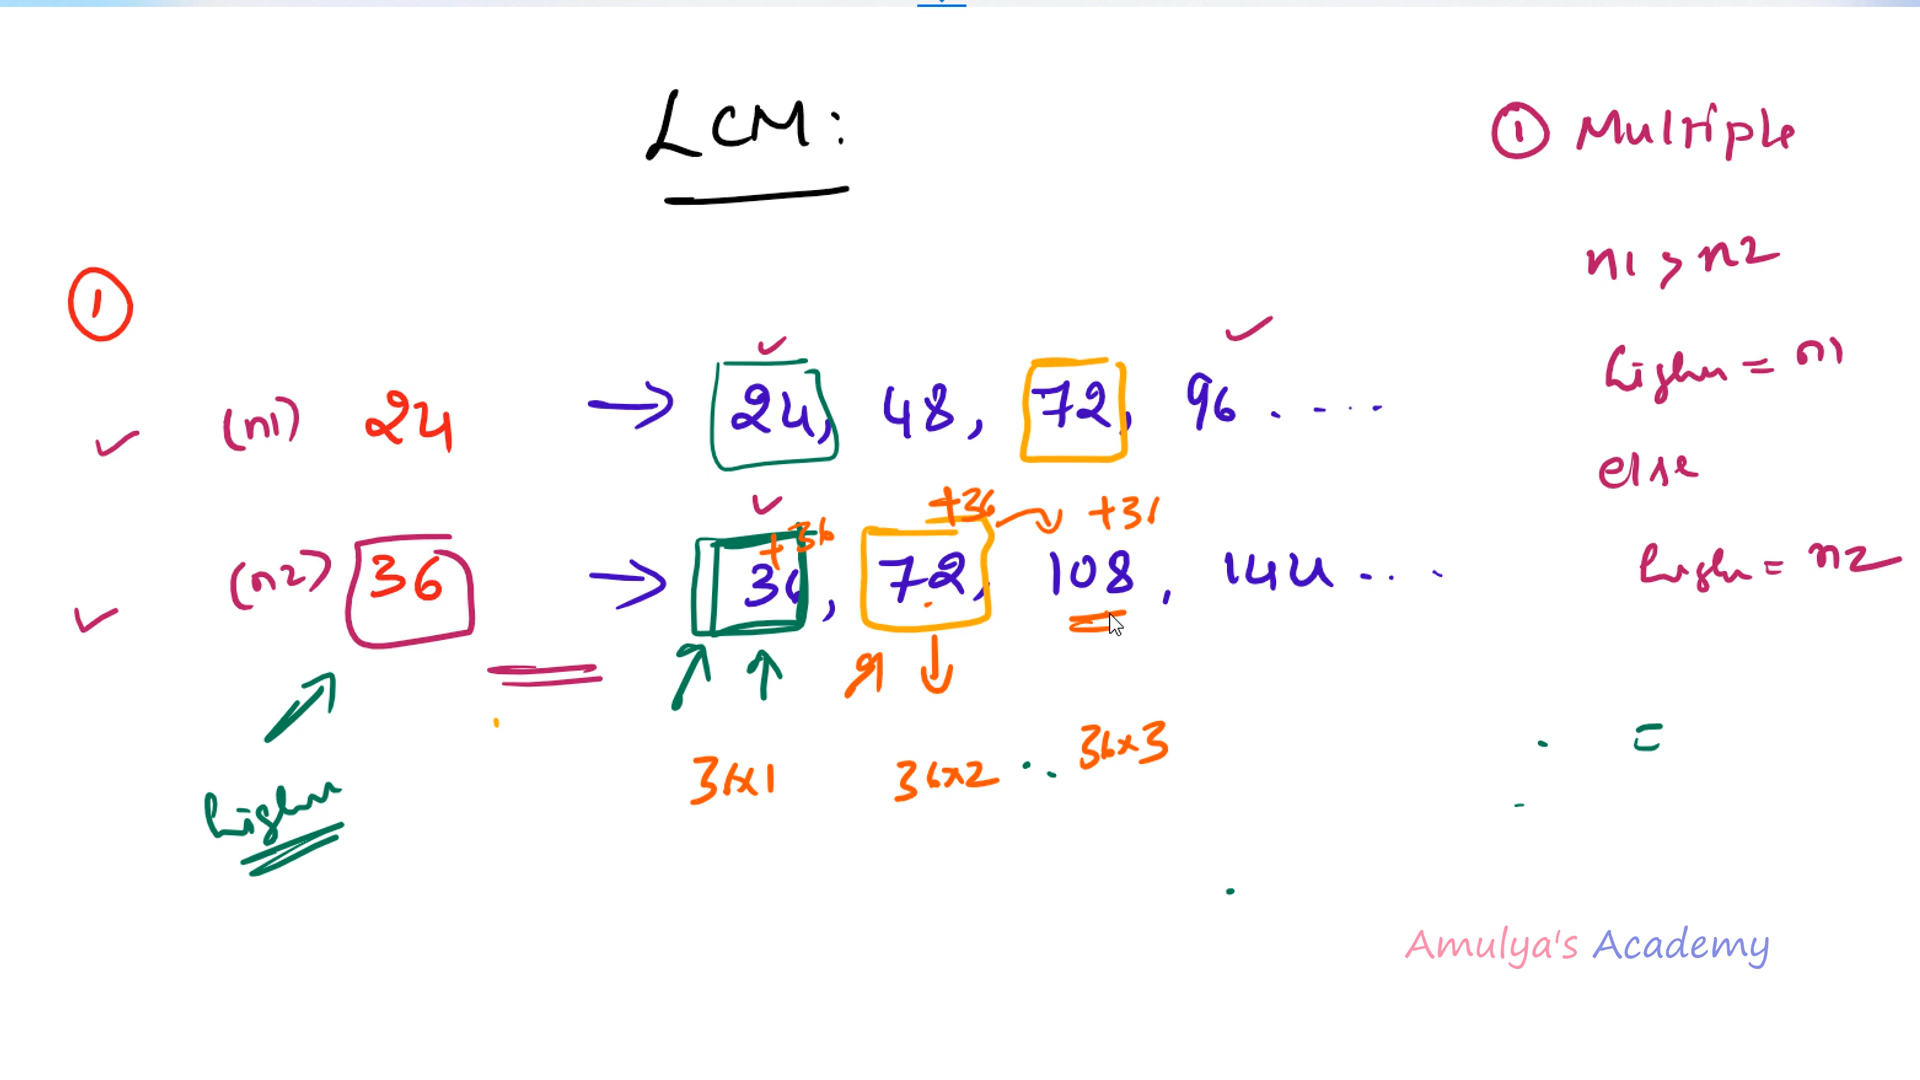 LCM:
① Multiple
n1 > n2
higher = n1
else
higher = n2
①
(n1) 24 → 24, 48, 72, 96 . - . . .
+36 +36 +36
(n2) 36 → 36, 72, 108, 144 . . .
36x1 36x2 . . 36x3
higher
=
Amulya's Academy